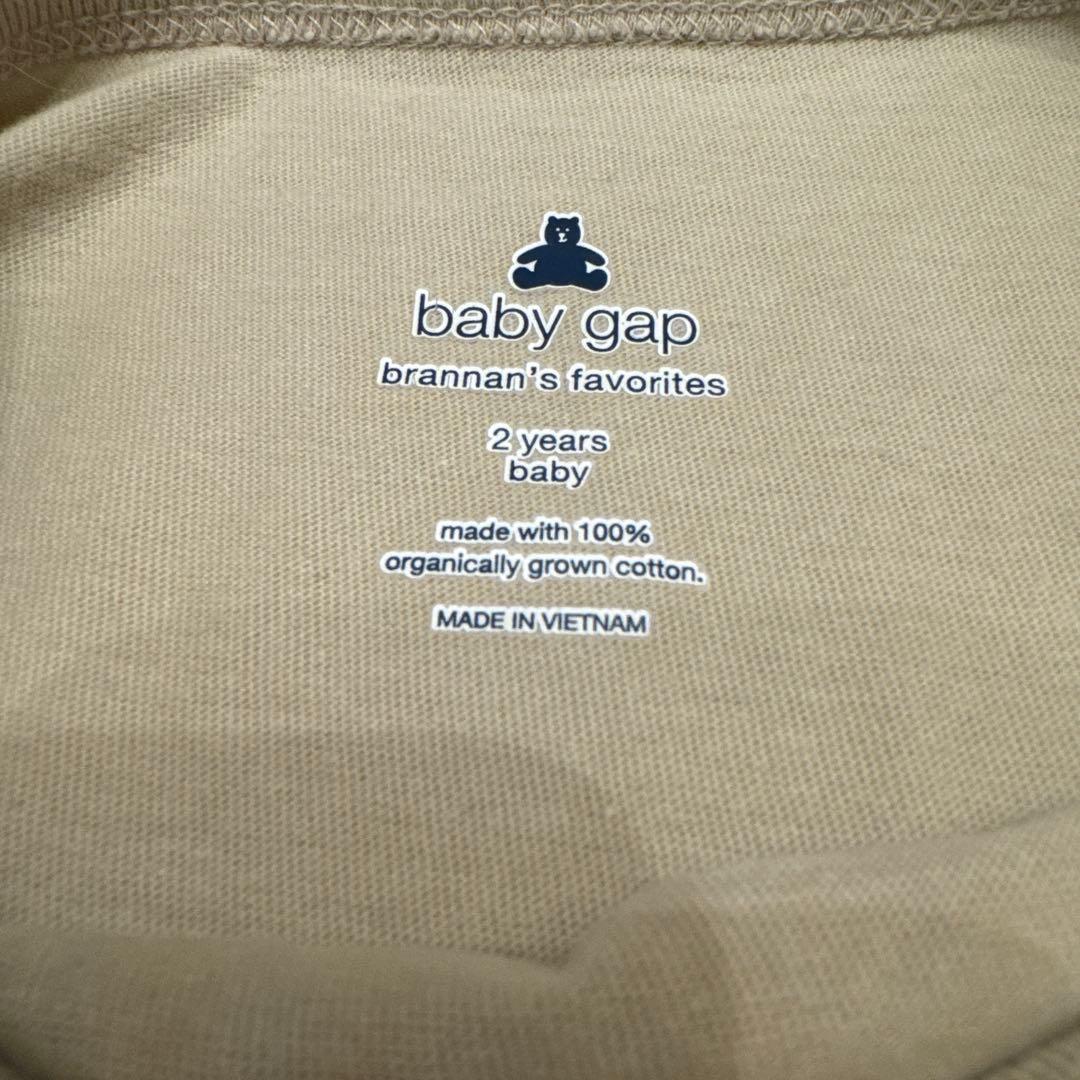 baby gap
brannan's favorites
2 years
baby
made with 100%
organically grown cotton.
MADE IN VIETNAM